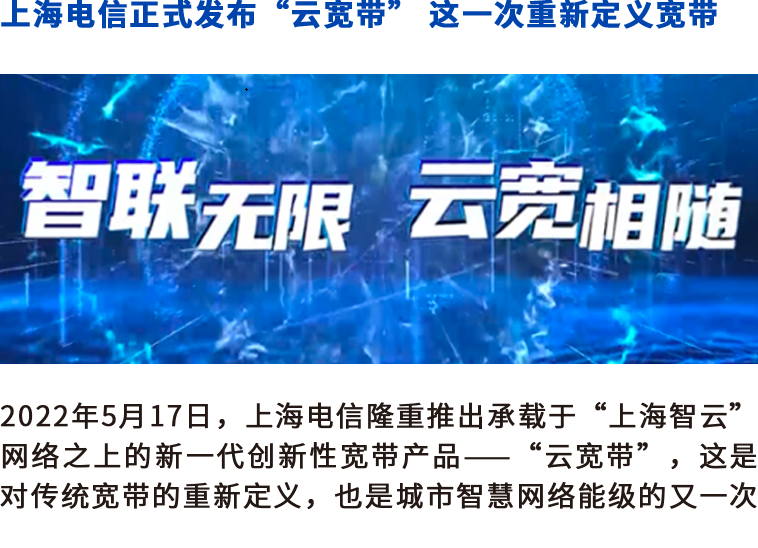 上海电信正式发布“云宽带” 这一次重新定义宽带
智联无限 云宽相随
2022年5月17日，上海电信隆重推出承载于“上海智云”
网络之上的新一代创新性宽带产品——“云宽带”，这是
对传统宽带的重新定义，也是城市智慧网络能级的又一次